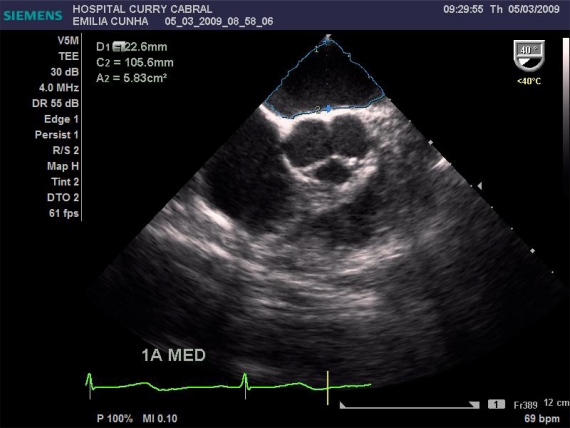 SIEMENS
HOSPITAL CURRY CABRAL
09:29:55 Th 05/03/2009
EMILIA CUNHA 05_03_2009_08_58_06
V5M
TEE
30 dB
4.0 MHz
DR 55 dB
Edge 1
Persist 1
R/S 2
Map H
Tint 2
DTO 2
61 fps
D1 22.6mm
C2 = 105.6mm
A2 = 5.83cm²
40°
<40°C
1
2
1A MED
1
Fr389 12 cm
P 100% MI 0.10
69 bpm